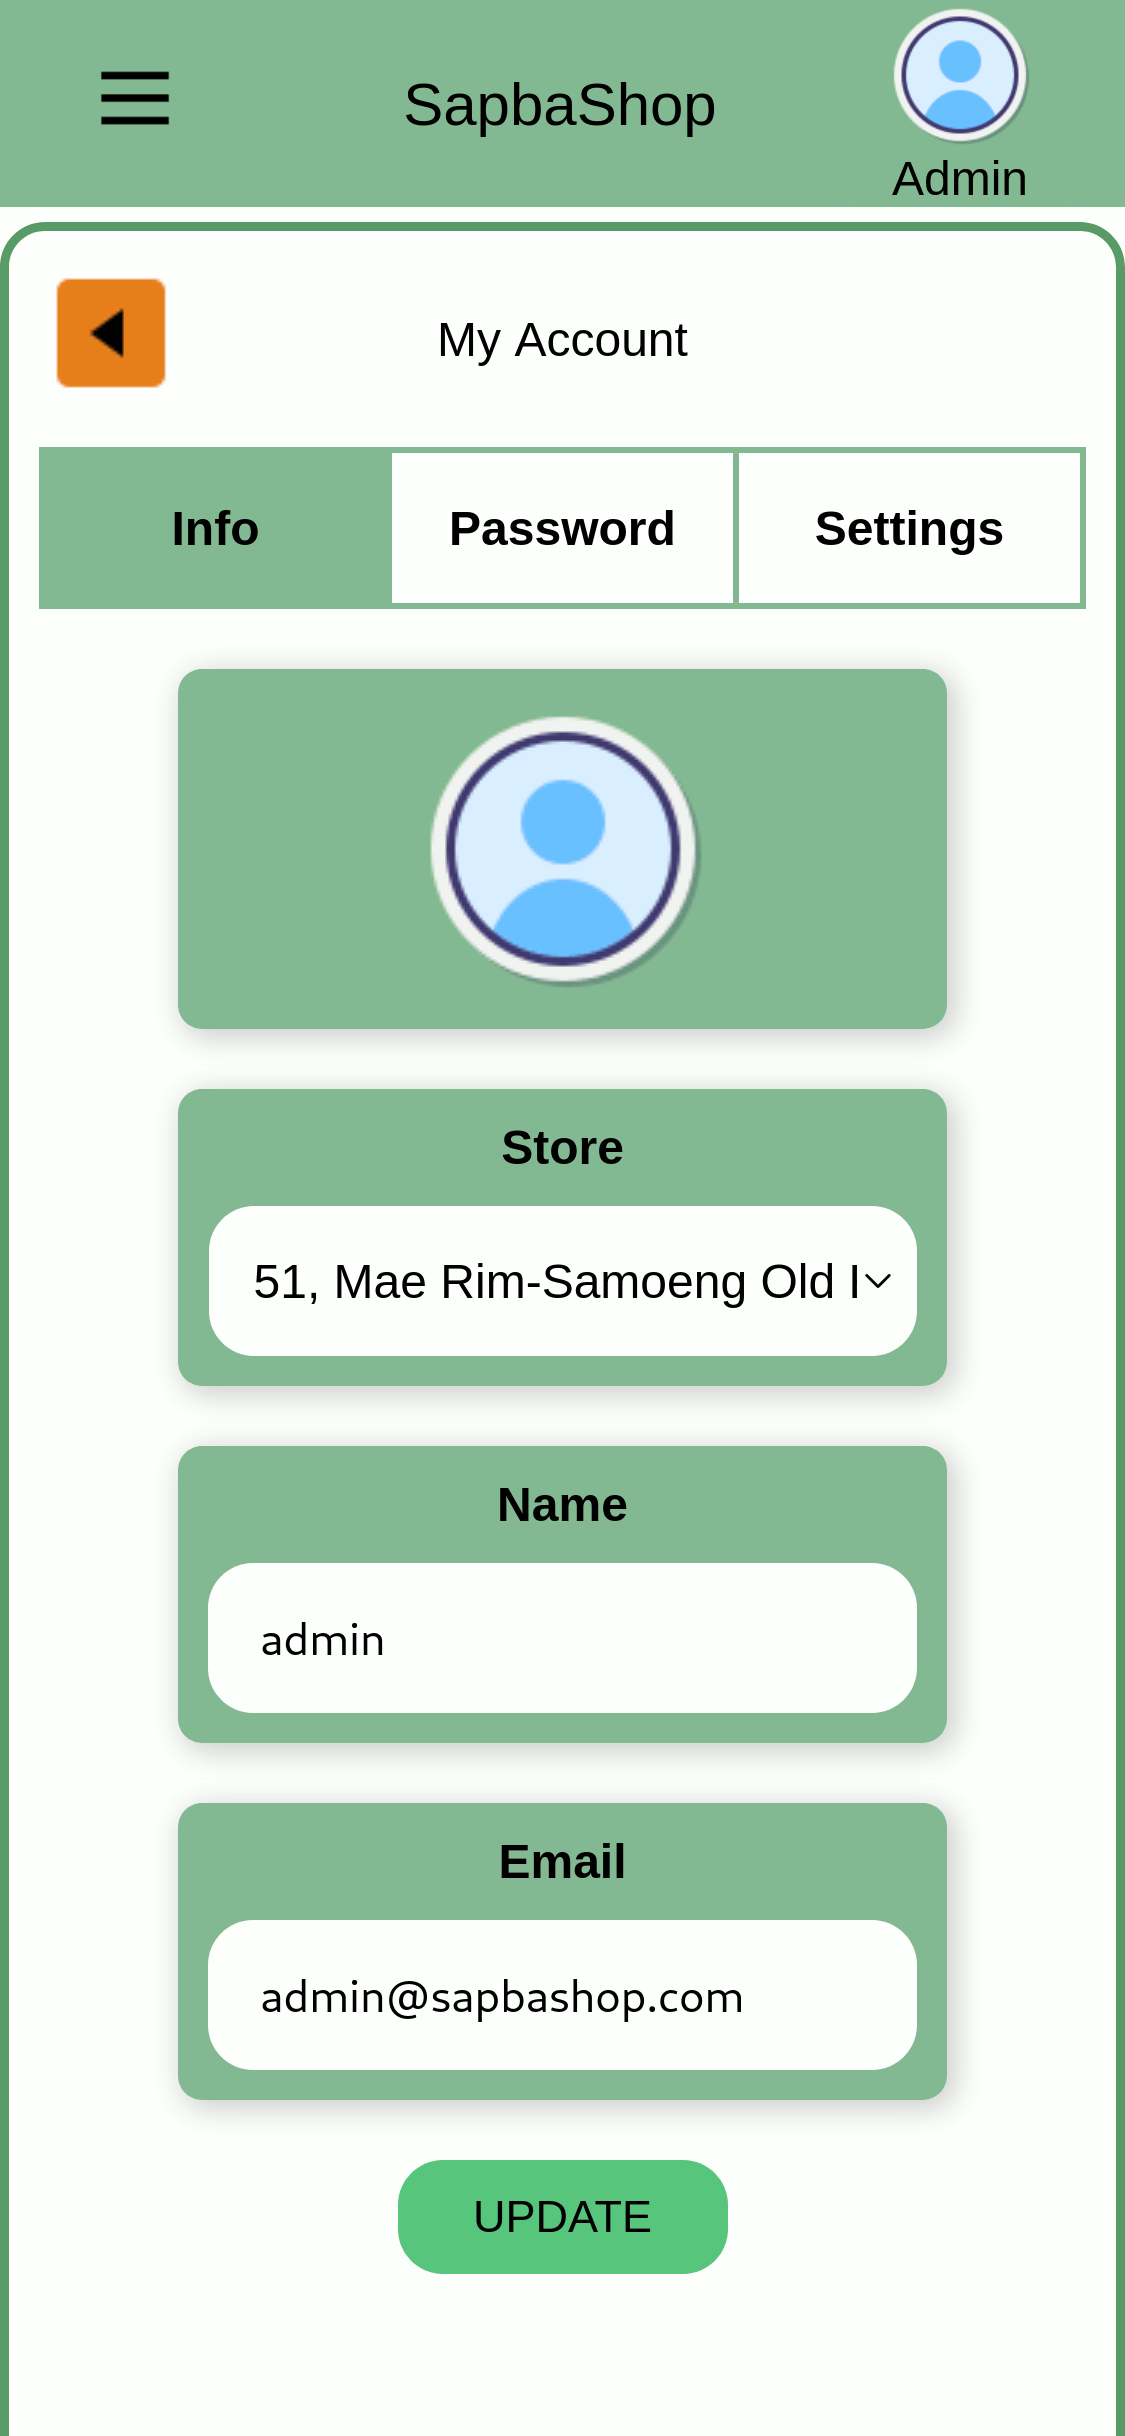 SapbaShop
Admin
My Account
Info
Password
Settings
Store
51, Mae Rim-Samoeng Old
Name
admin
Email
admin@sapbashop.com
UPDATE